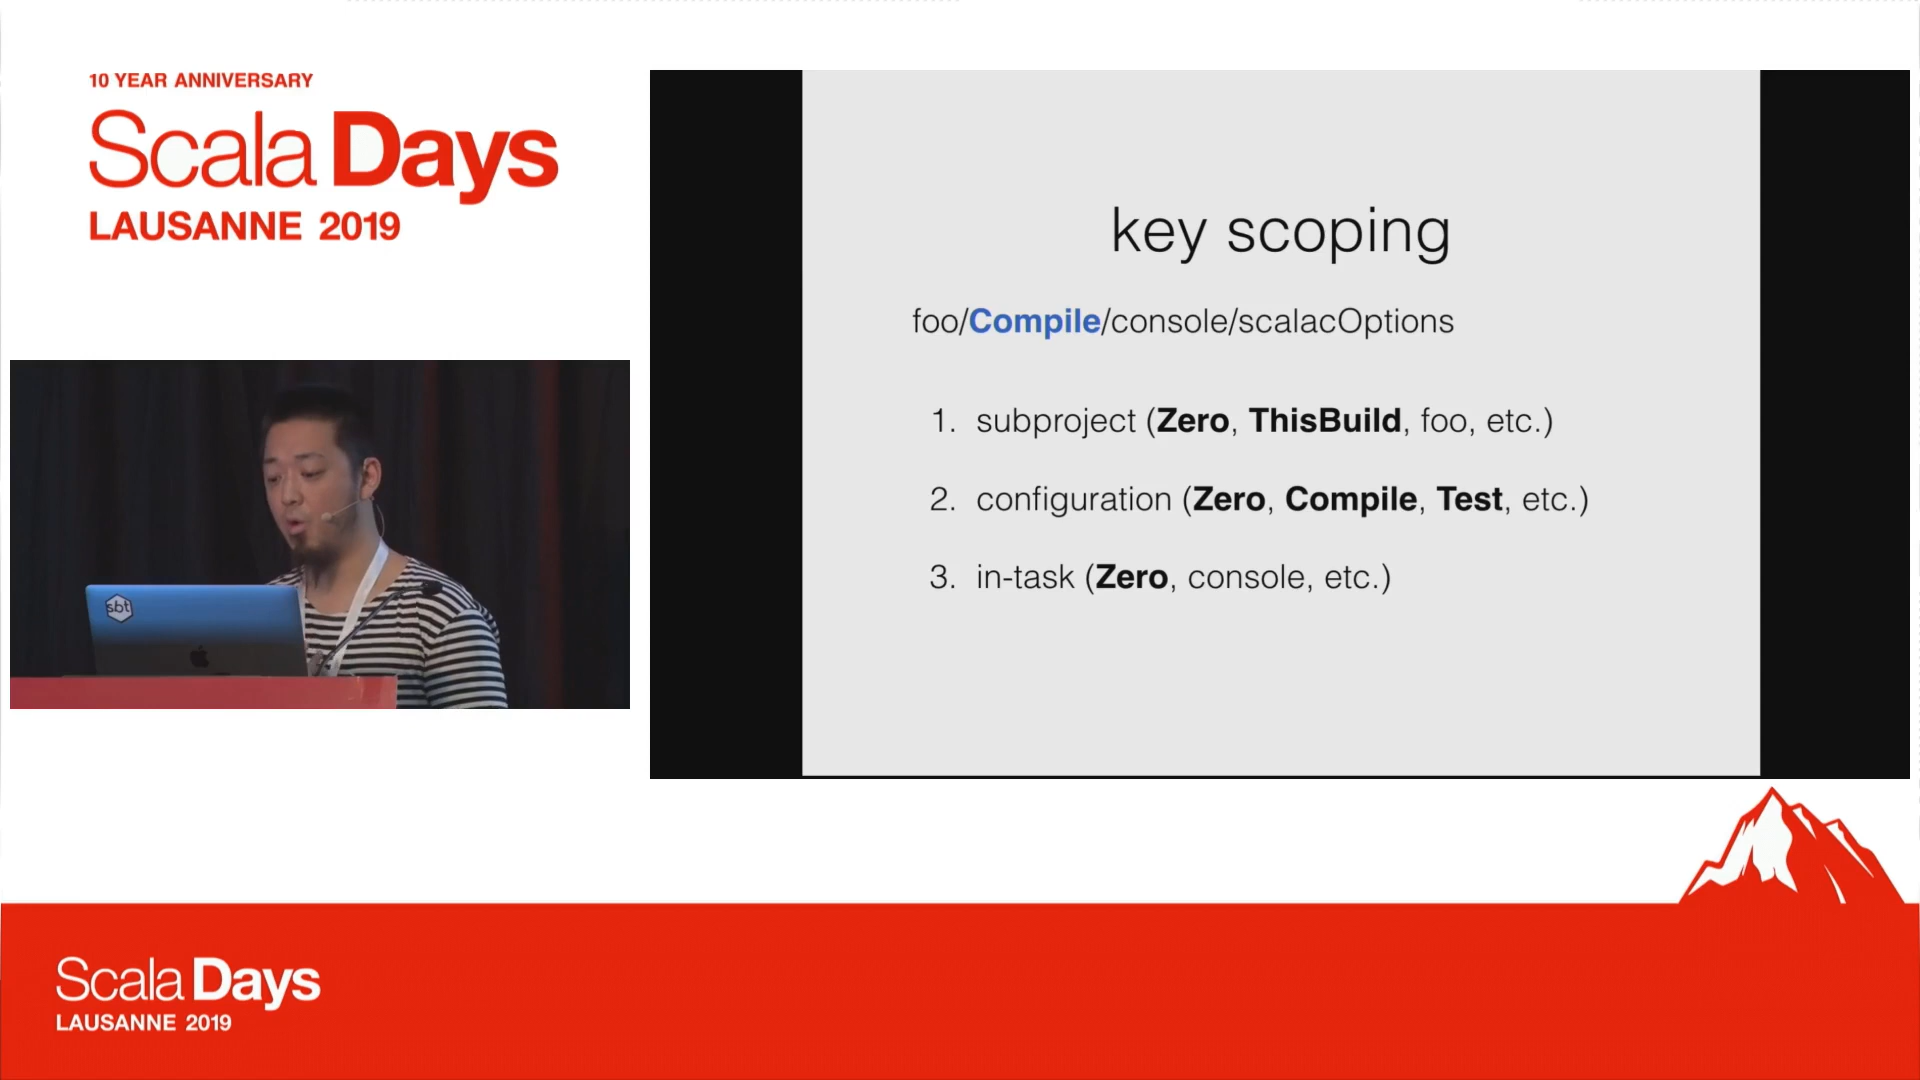 10 YEAR ANNIVERSARY
Scala Days
LAUSANNE 2019
key scoping
foo/Compile/console/scalacOptions
1. subproject (Zero, ThisBuild, foo, etc.)
2. configuration (Zero, Compile, Test, etc.)
3. in-task (Zero, console, etc.)
sbt
Scala Days
LAUSANNE 2019